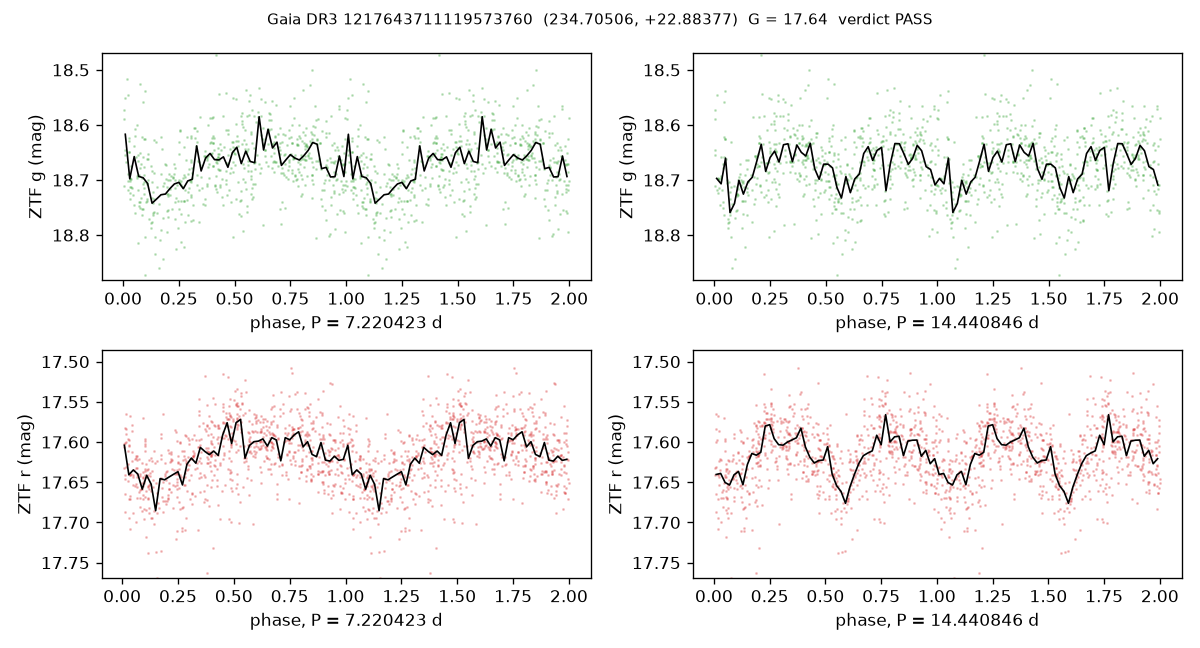 Gaia DR3 1217643711119573760  (234.70506, +22.88377)  G = 17.64  verdict PASS
ZTF g (mag)
18.5
18.6
18.7
18.8
0.00 0.25 0.50 0.75 1.00 1.25 1.50 1.75 2.00
phase, P = 7.220423 d
ZTF g (mag)
18.5
18.6
18.7
18.8
0.00 0.25 0.50 0.75 1.00 1.25 1.50 1.75 2.00
phase, P = 14.440846 d
ZTF r (mag)
17.50
17.55
17.60
17.65
17.70
17.75
0.00 0.25 0.50 0.75 1.00 1.25 1.50 1.75 2.00
phase, P = 7.220423 d
ZTF r (mag)
17.50
17.55
17.60
17.65
17.70
17.75
0.00 0.25 0.50 0.75 1.00 1.25 1.50 1.75 2.00
phase, P = 14.440846 d